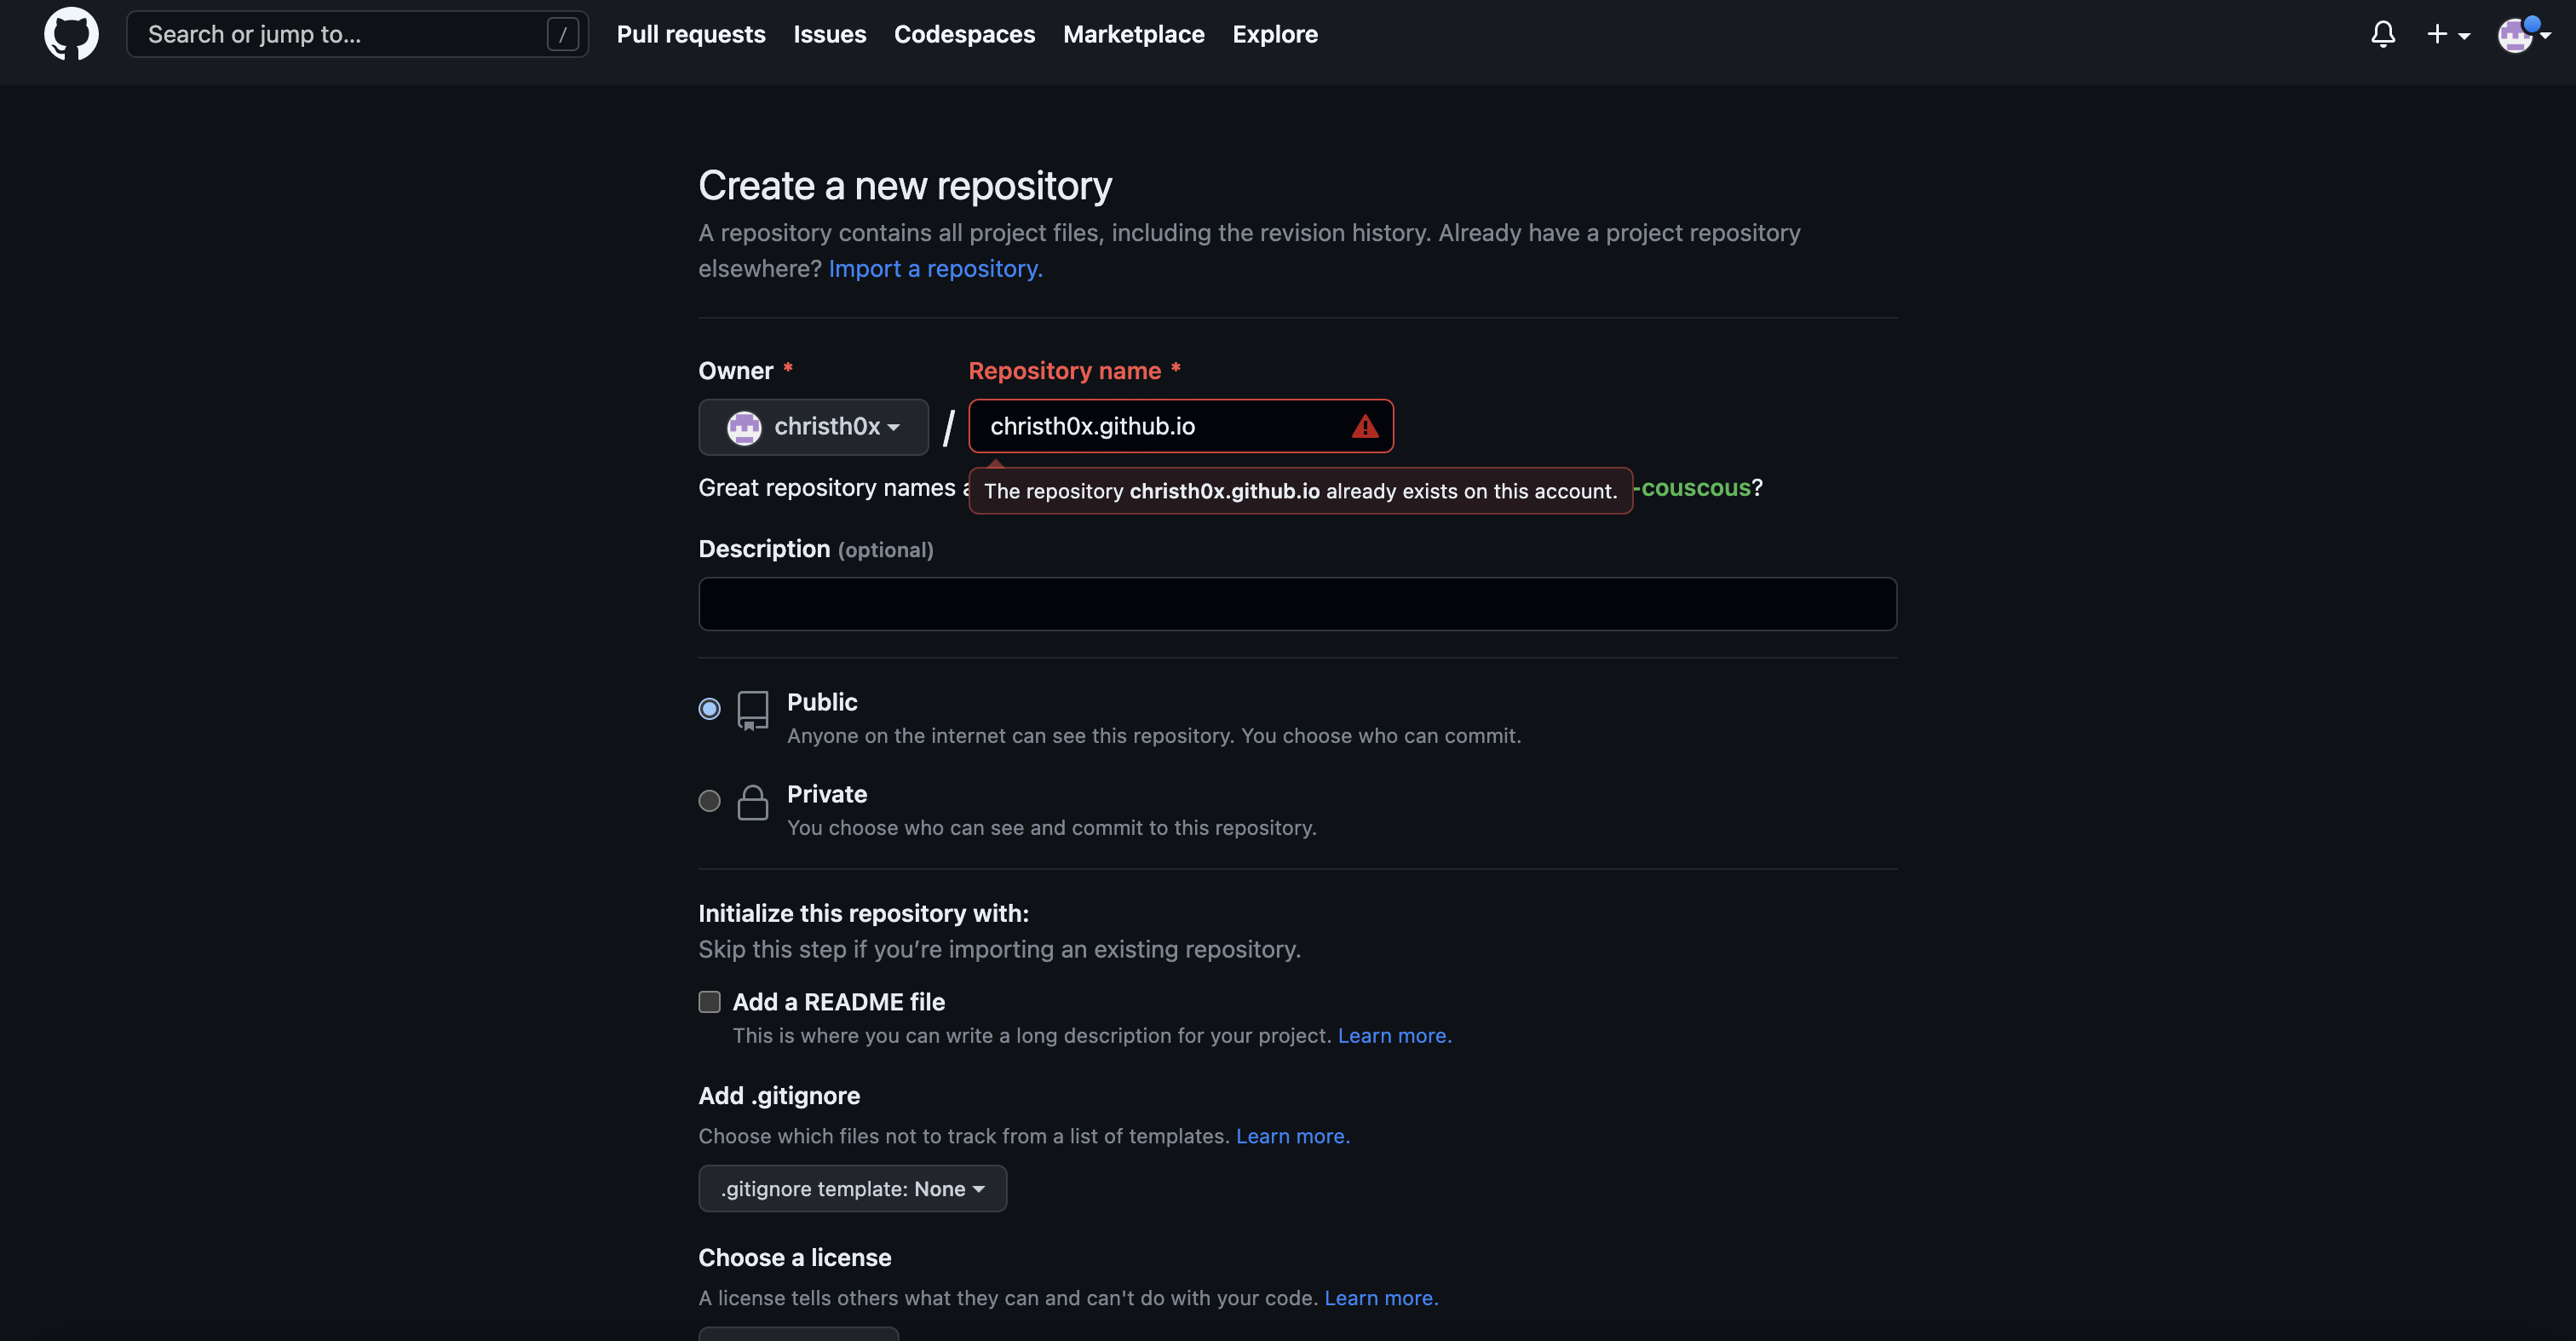 Search or jump to...
/
Pull requests
Issues
Codespaces
Marketplace
Explore
Create a new repository
A repository contains all project files, including the revision history. Already have a project repository
elsewhere? Import a repository.
Owner *
Repository name *
christh0x
/
christh0x.github.io
Great repository names a
The repository christh0x.github.io already exists on this account.
-couscous?
Description (optional)
Public
Anyone on the internet can see this repository. You choose who can commit.
Private
You choose who can see and commit to this repository.
Initialize this repository with:
Skip this step if you’re importing an existing repository.
Add a README file
This is where you can write a long description for your project. Learn more.
Add .gitignore
Choose which files not to track from a list of templates. Learn more.
.gitignore template: None
Choose a license
A license tells others what they can and can't do with your code. Learn more.